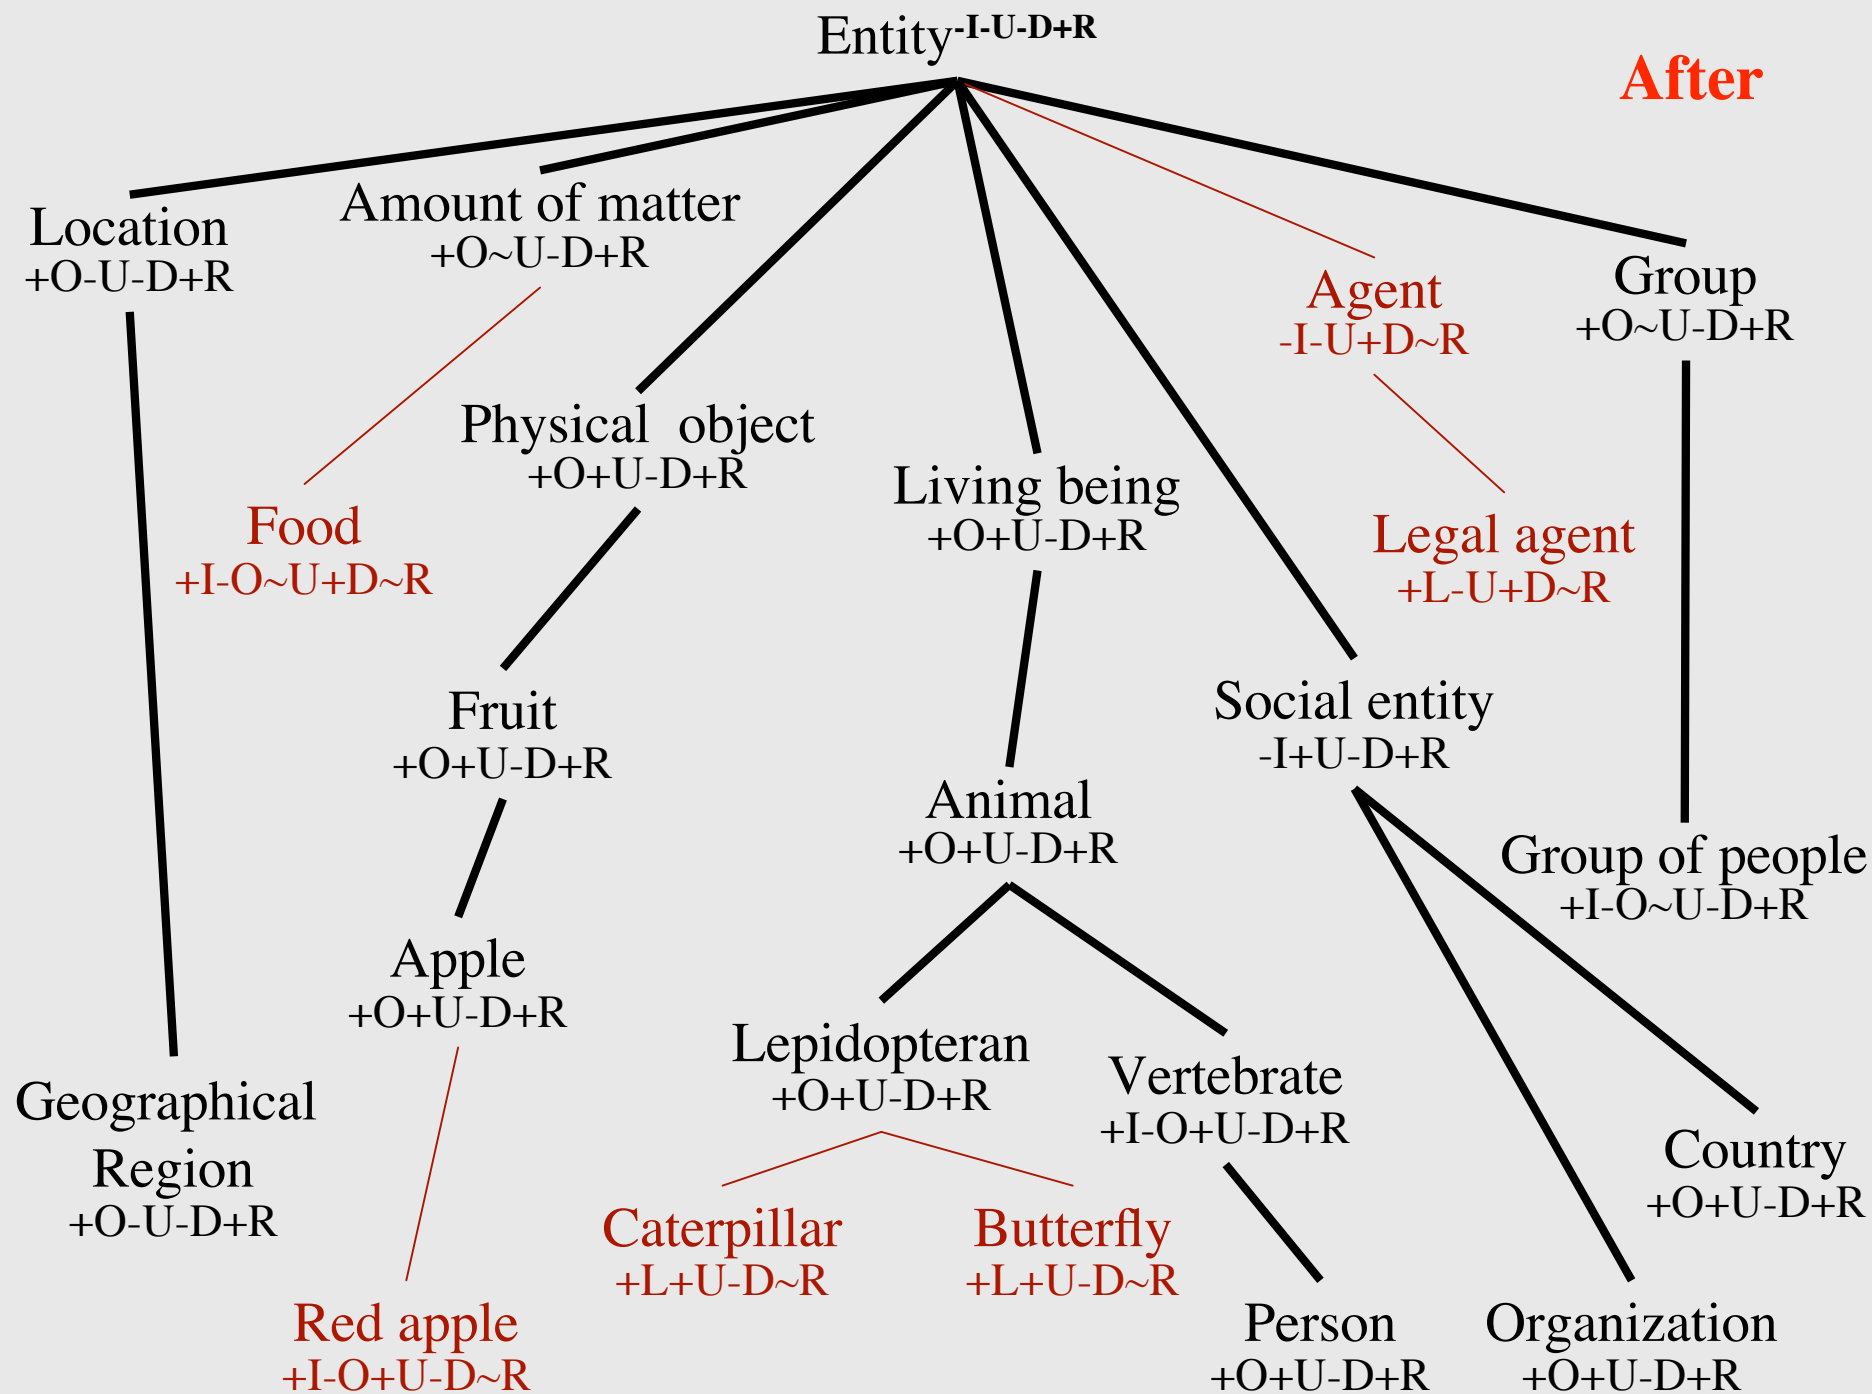 Entity-I-U-D+R
After
Location
+O-U-D+R
Amount of matter
+O~U-D+R
Agent
-I-U+D~R
Group
+O~U-D+R
Physical object
+O+U-D+R
Living being
+O+U-D+R
Food
+I-O~U+D~R
Legal agent
+L-U+D~R
Fruit
+O+U-D+R
Social entity
-I+U-D+R
Animal
+O+U-D+R
Group of people
+I-O~U-D+R
Apple
+O+U-D+R
Lepidopteran
+O+U-D+R
Vertebrate
+I-O+U-D+R
Geographical
Region
+O-U-D+R
Country
+O+U-D+R
Caterpillar
+L+U-D~R
Butterfly
+L+U-D~R
Red apple
+I-O+U-D~R
Person
+O+U-D+R
Organization
+O+U-D+R